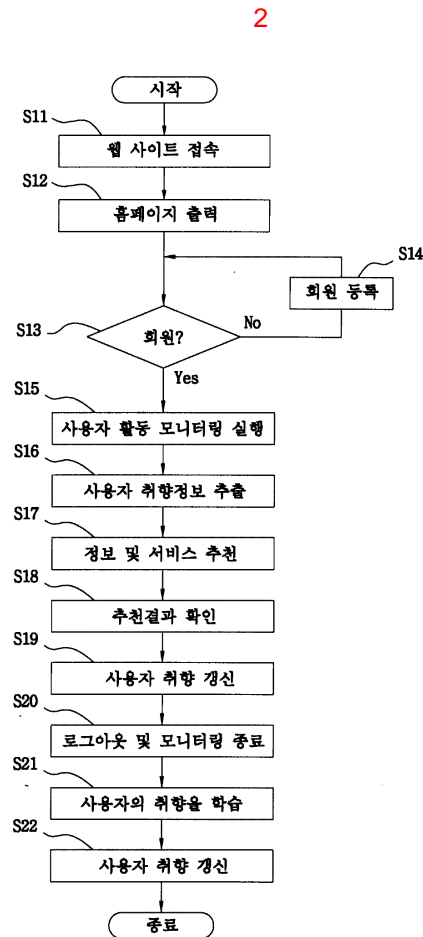 2
시작
S11
웹 사이트 접속
S12
홈페이지 출력
S14
회원 등록
S13
회원?
No
Yes
S15
사용자 활동 모니터링 실행
S16
사용자 취향정보 추출
S17
정보 및 서비스 추천
S18
추천결과 확인
S19
사용자 취향 갱신
S20
로그아웃 및 모니터링 종료
S21
사용자의 취향을 학습
S22
사용자 취향 갱신
종료